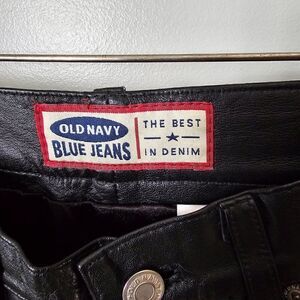 OLD NAVY
BLUE JEANS
THE BEST
IN DENIM